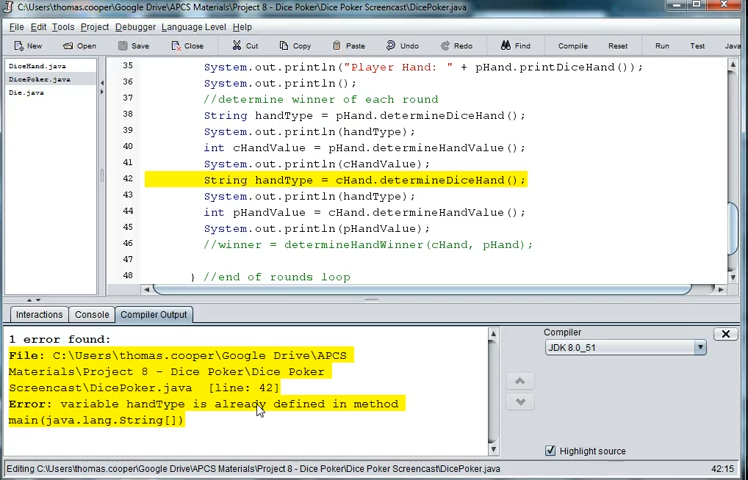 C:\Users\thomas.cooper\Google Drive\APCS Materials\Project 8 - Dice Poker\Dice Poker Screencast\DicePoker.java
File Edit Tools Project Debugger Language Level Help
New Open Save Close Cut Copy Paste Undo Redo Find Compile Reset Run Test Java
DiceHand.java
DicePoker.java
Die.java
35 System.out.println("Player Hand: " + pHand.printDiceHand());
36 System.out.println();
37 //determine winner of each round
38 String handType = pHand.determineDiceHand();
39 System.out.println(handType);
40 int cHandValue = pHand.determineHandValue();
41 System.out.println(cHandValue);
42 String handType = cHand.determineDiceHand();
43 System.out.println(handType);
44 int pHandValue = cHand.determineHandValue();
45 System.out.println(pHandValue);
46 //winner = determineHandWinner(cHand, pHand);
47
48 } //end of rounds loop
Interactions Console Compiler Output
1 error found:
File: C:\Users\thomas.cooper\Google Drive\APCS
Materials\Project 8 - Dice Poker\Dice Poker
Screencast\DicePoker.java [line: 42]
Error: variable handType is already defined in method
main(java.lang.String[])
Compiler
JDK 8.0_51
Highlight source
Editing C:\Users\thomas.cooper\Google Drive\APCS Materials\Project 8 - Dice Poker\Dice Poker Screencast\DicePoker.java 42:15